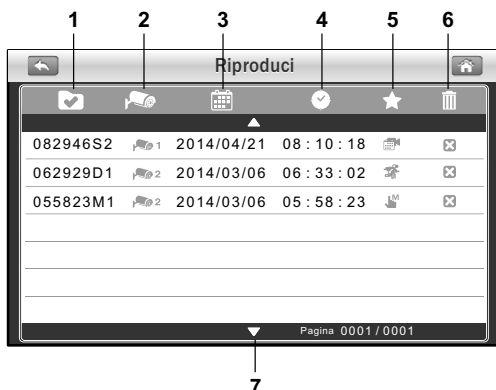 1 2 3 4 5 6
Riproduci
082946S2 1 2014/04/21 08:10:18
062929D1 2 2014/03/06 06:33:02
055823M1 2 2014/03/06 05:58:23 M
Pagina 0001/0001
7